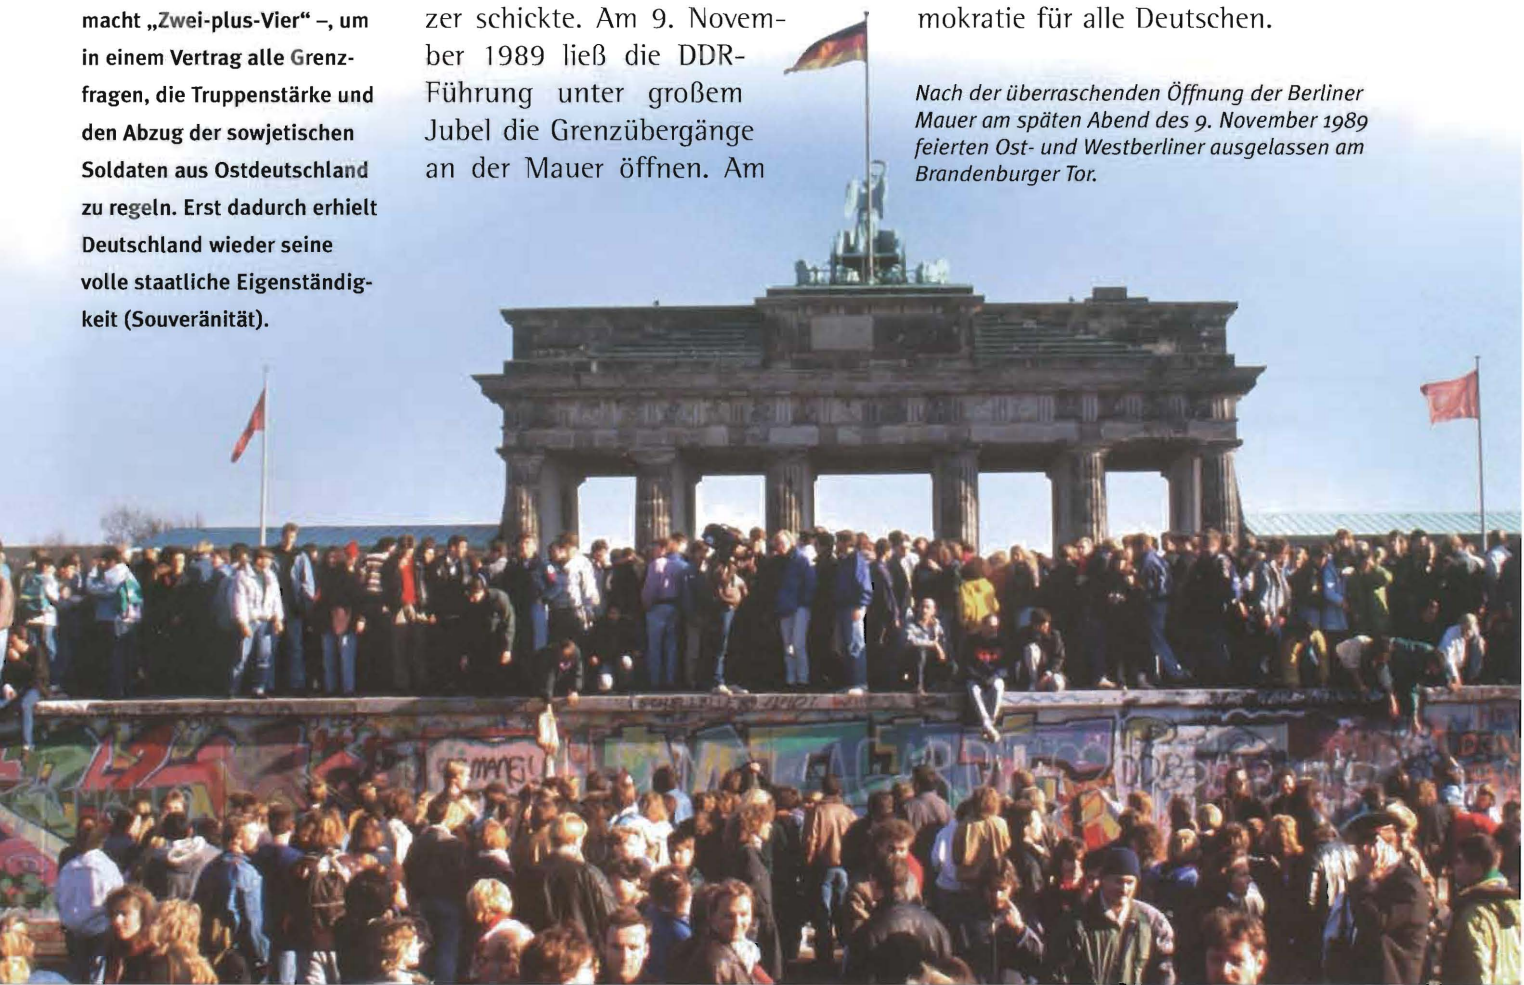 macht „Zwei-plus-Vier“ –, um
in einem Vertrag alle Grenz-
fragen, die Truppenstärke und
den Abzug der sowjetischen
Soldaten aus Ostdeutschland
zu regeln. Erst dadurch erhielt
Deutschland wieder seine
volle staatliche Eigenständig-
keit (Souveränität).
zer schickte. Am 9. Novem-
ber 1989 ließ die DDR-
Führung unter großem
Jubel die Grenzübergänge
an der Mauer öffnen. Am
mokratie für alle Deutschen.
Nach der überraschenden Öffnung der Berliner
Mauer am späten Abend des 9. November 1989
feierten Ost- und Westberliner ausgelassen am
Brandenburger Tor.